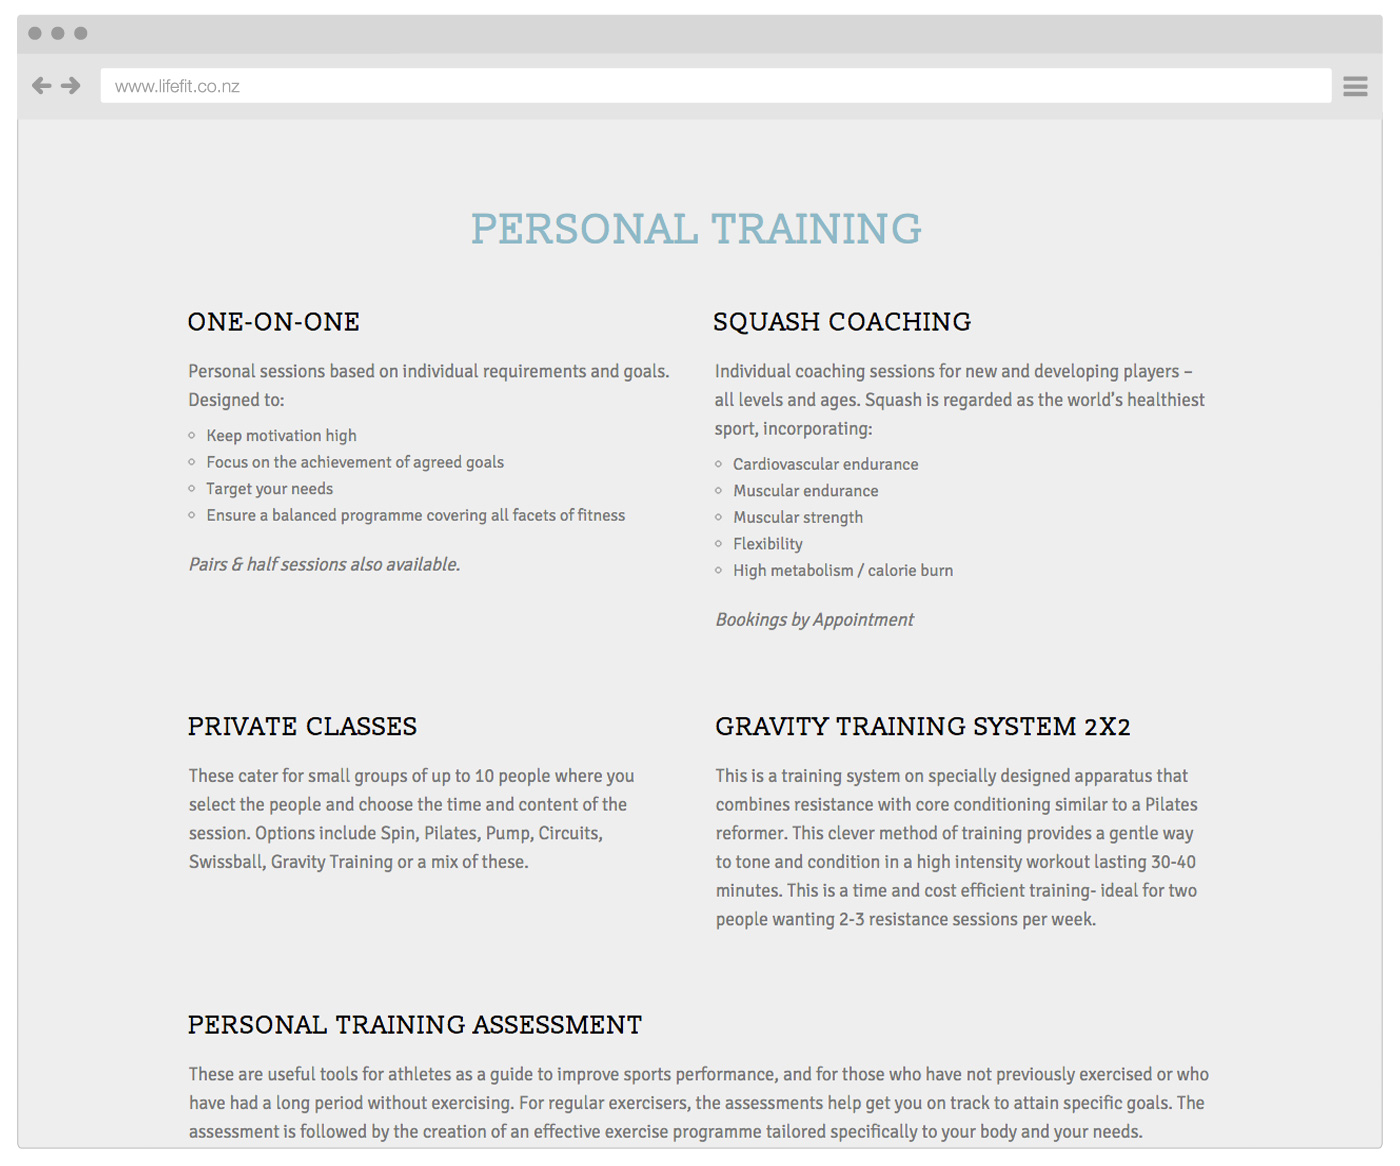 www.lifefit.co.nz
PERSONAL TRAINING
ONE-ON-ONE
Personal sessions based on individual requirements and goals.
Designed to:
Keep motivation high
Focus on the achievement of agreed goals
Target your needs
Ensure a balanced programme covering all facets of fitness
Pairs & half sessions also available.
SQUASH COACHING
Individual coaching sessions for new and developing players –
all levels and ages. Squash is regarded as the world's healthiest
sport, incorporating:
Cardiovascular endurance
Muscular endurance
Muscular strength
Flexibility
High metabolism / calorie burn
Bookings by Appointment
PRIVATE CLASSES
These cater for small groups of up to 10 people where you
select the people and choose the time and content of the
session. Options include Spin, Pilates, Pump, Circuits,
Swissball, Gravity Training or a mix of these.
GRAVITY TRAINING SYSTEM 2X2
This is a training system on specially designed apparatus that
combines resistance with core conditioning similar to a Pilates
reformer. This clever method of training provides a gentle way
to tone and condition in a high intensity workout lasting 30-40
minutes. This is a time and cost efficient training- ideal for two
people wanting 2-3 resistance sessions per week.
PERSONAL TRAINING ASSESSMENT
These are useful tools for athletes as a guide to improve sports performance, and for those who have not previously exercised or who
have had a long period without exercising. For regular exercisers, the assessments help get you on track to attain specific goals. The
assessment is followed by the creation of an effective exercise programme tailored specifically to your body and your needs.